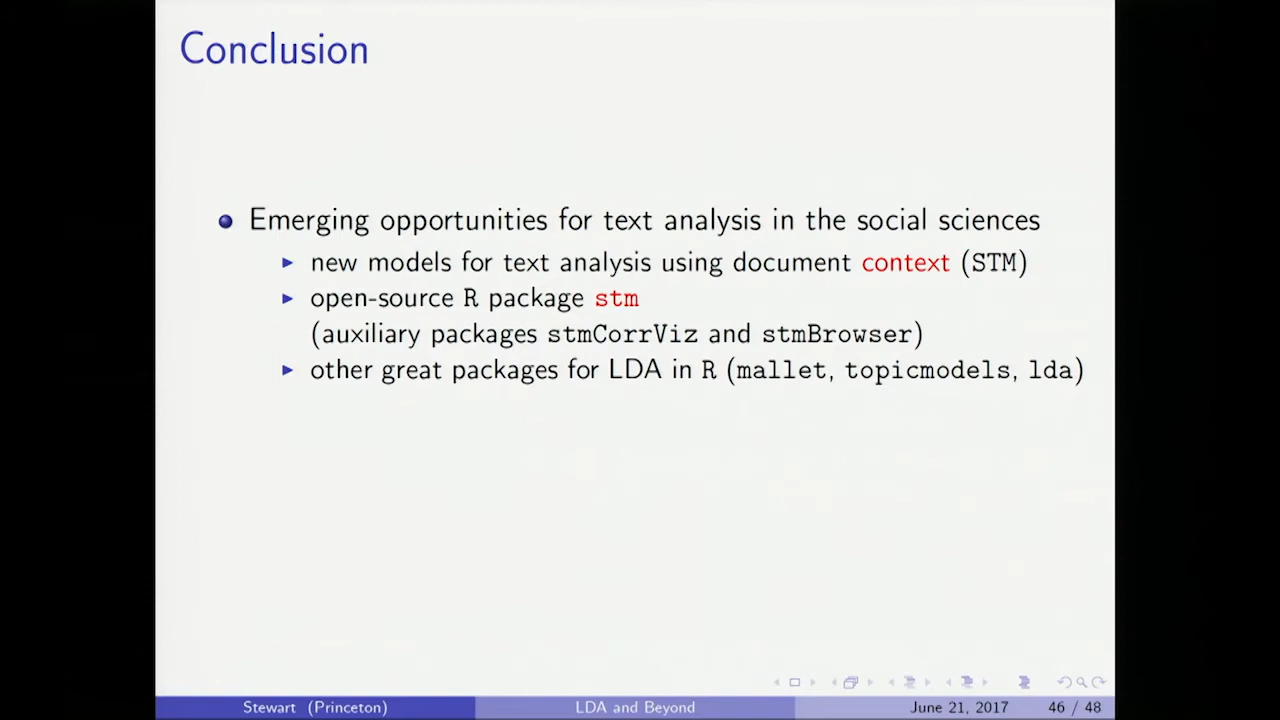 Conclusion
Emerging opportunities for text analysis in the social sciences
new models for text analysis using document context (STM)
open-source R package stm
(auxiliary packages stmCorrViz and stmBrowser)
other great packages for LDA in R (mallet, topicmodels, lda)
Stewart (Princeton) LDA and Beyond June 21, 2017 46 / 48